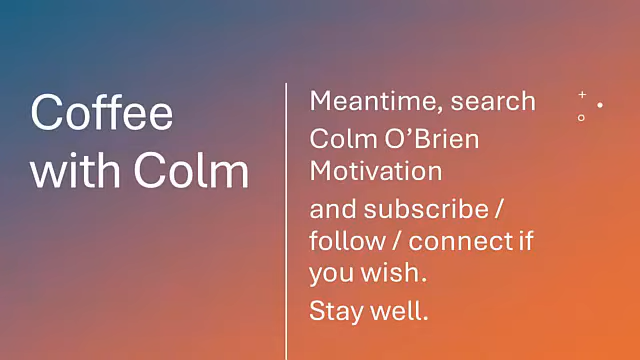 Coffee
with Colm
Meantime, search
Colm O’Brien
Motivation
and subscribe /
follow / connect if
you wish.
Stay well.